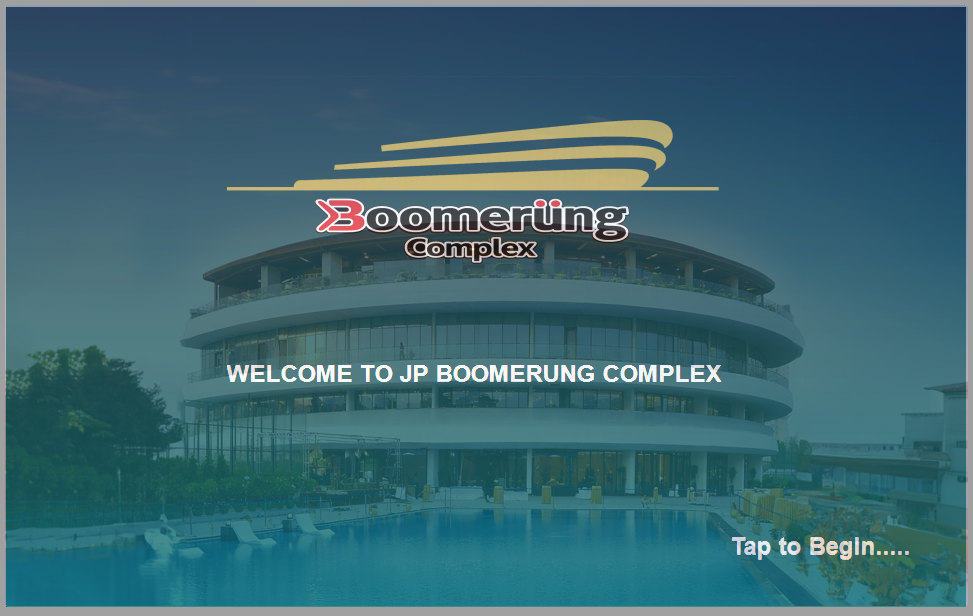 Boomerüng
Complex
WELCOME TO JP BOOMERUNG COMPLEX
Tap to Begin.....